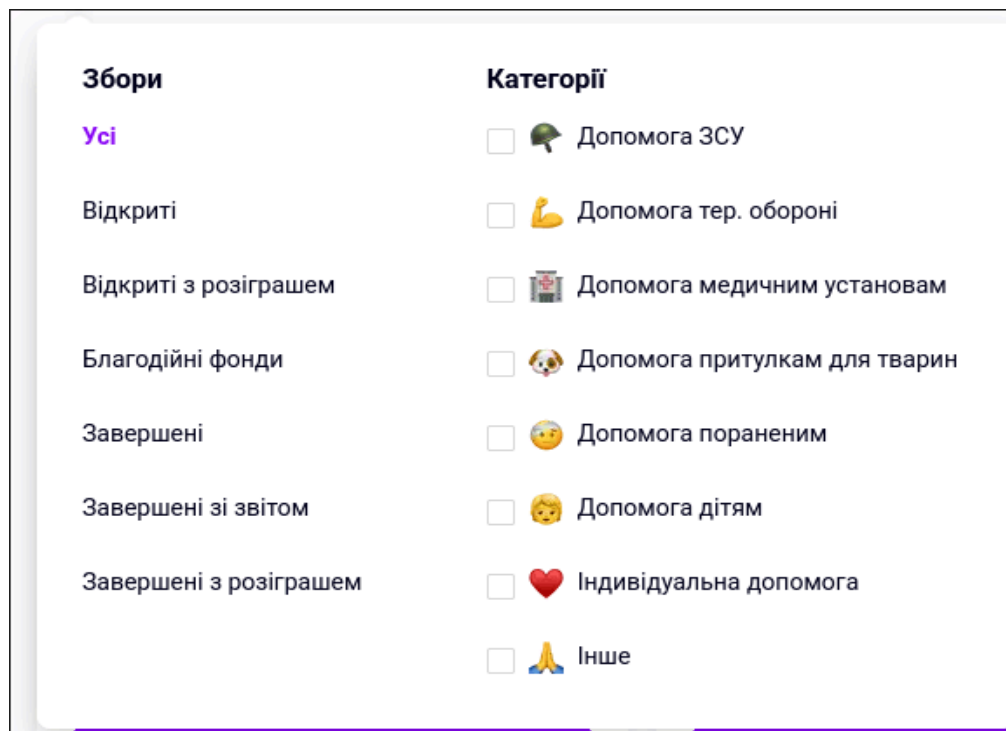 Збори
Усі
Відкриті
Відкриті з розіграшем
Благодійні фонди
Завершені
Завершені зі звітом
Завершені з розіграшем
Категорії
Допомога ЗСУ
Допомога тер. обороні
Допомога медичним установам
Допомога притулкам для тварин
Допомога пораненим
Допомога дітям
Індивідуальна допомога
Інше